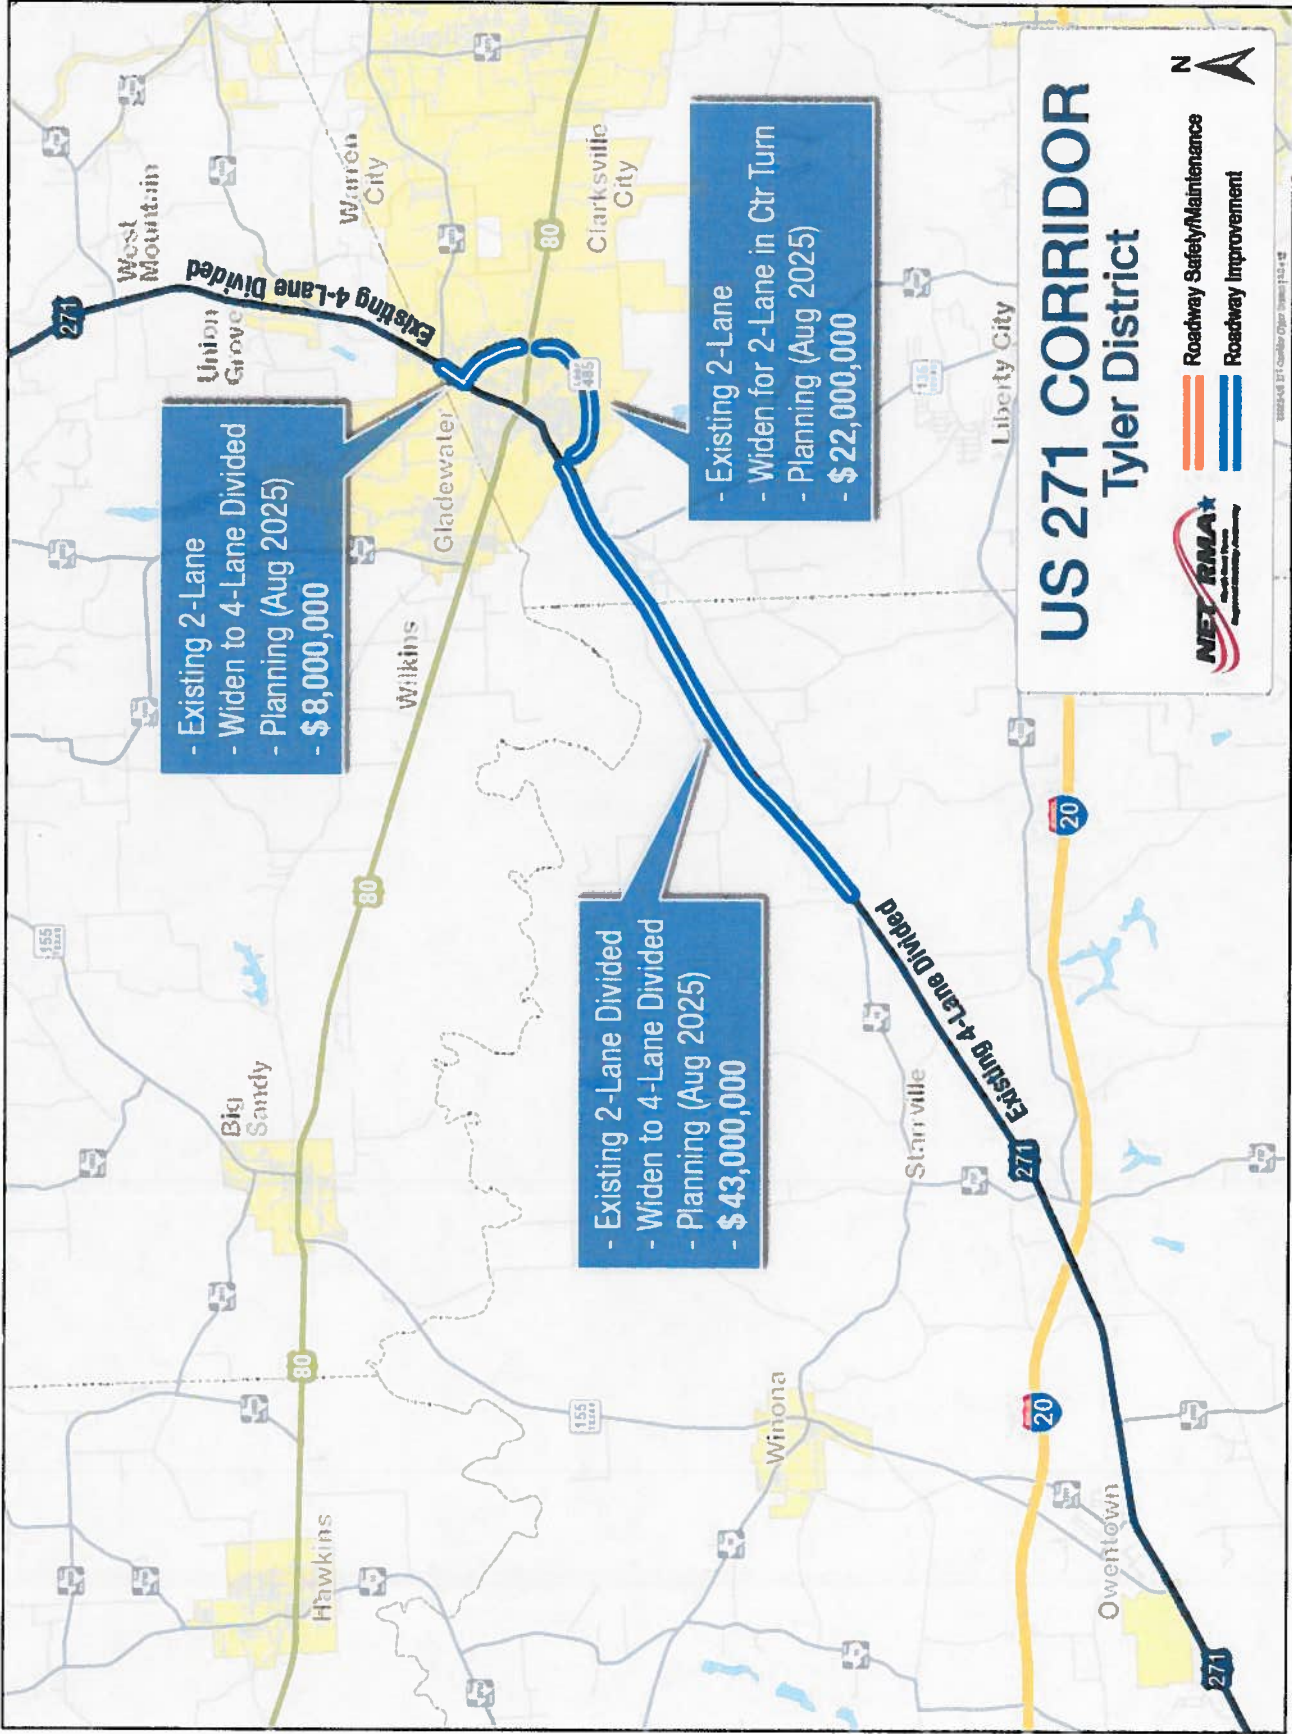 US 271 CORRIDOR
Tyler District
N
Roadway Safety/Maintenance
Roadway Improvement
NET RMA
- Existing 2-Lane
- Widen to 4-Lane Divided
- Planning (Aug 2025)
- $8,000,000
- Existing 2-Lane
- Widen for 2-Lane in Ctr Turn
- Planning (Aug 2025)
- $22,000,000
- Existing 2-Lane Divided
- Widen to 4-Lane Divided
- Planning (Aug 2025)
- $43,000,000
271
Existing 4-Lane Divided
Existing 4-Lane Divided
271
271
West
Mountain
Union
Grove
Warren
City
Clarksville
City
Gladewater
Wilkins
Big
Sandy
Hawkins
Winona
Starrville
Owentown
Liberty City
80
80
80
20
20
155
TEXAS
155
TEXAS
485